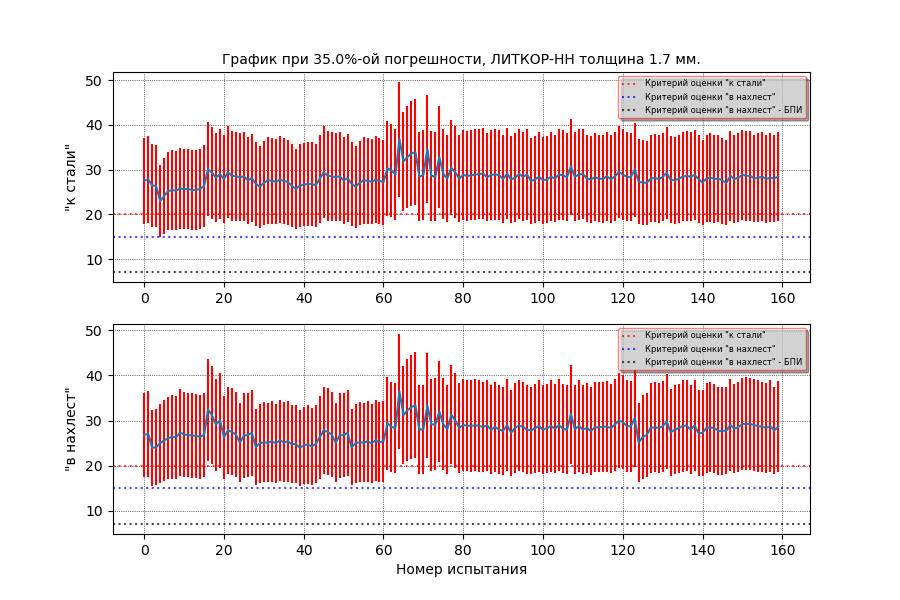 График при 35.0%-ой погрешности, ЛИТКОР-НН толщина 1.7 мм.
50
40
30
20
10
"к стали"
Критерий оценки "к стали"
Критерий оценки "в нахлест"
Критерий оценки "в нахлест" - БПИ
0 20 40 60 80 100 120 140 160
50
40
30
20
10
"в нахлест"
Критерий оценки "к стали"
Критерий оценки "в нахлест"
Критерий оценки "в нахлест" - БПИ
0 20 40 60 80 100 120 140 160
Номер испытания